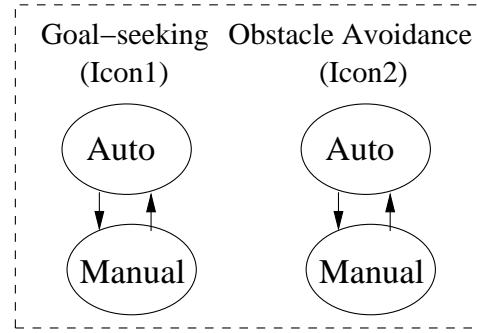 Goal−seeking Obstacle Avoidance
(Icon1) (Icon2)
Auto Auto
Manual Manual